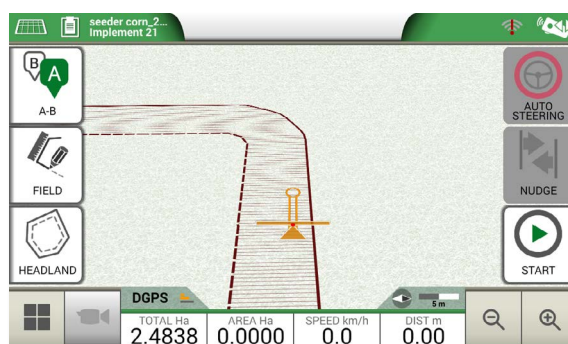 seeder corn_2...
Implement 21
B
A
A-B
FIELD
HEADLAND
AUTO
STEERING
NUDGE
START
DGPS
5 m
TOTAL Ha
2.4838
AREA Ha
0.0000
SPEED km/h
0.0
DIST m
0.00